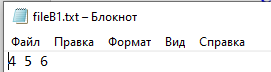 fileB1.txt – Блокнот
Файл Правка Формат Вид Справка
4 5 6